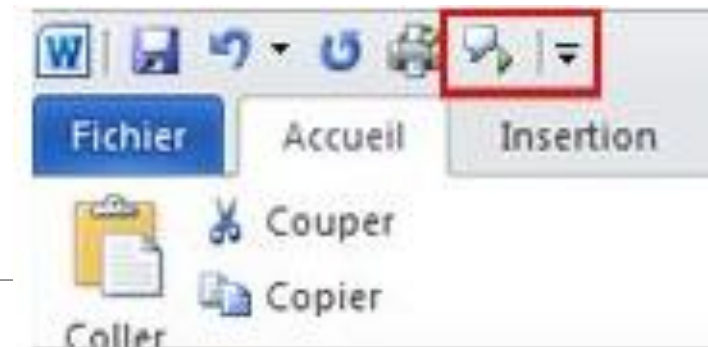 W
Fichier Accueil Insertion
Couper
Copier
Coller